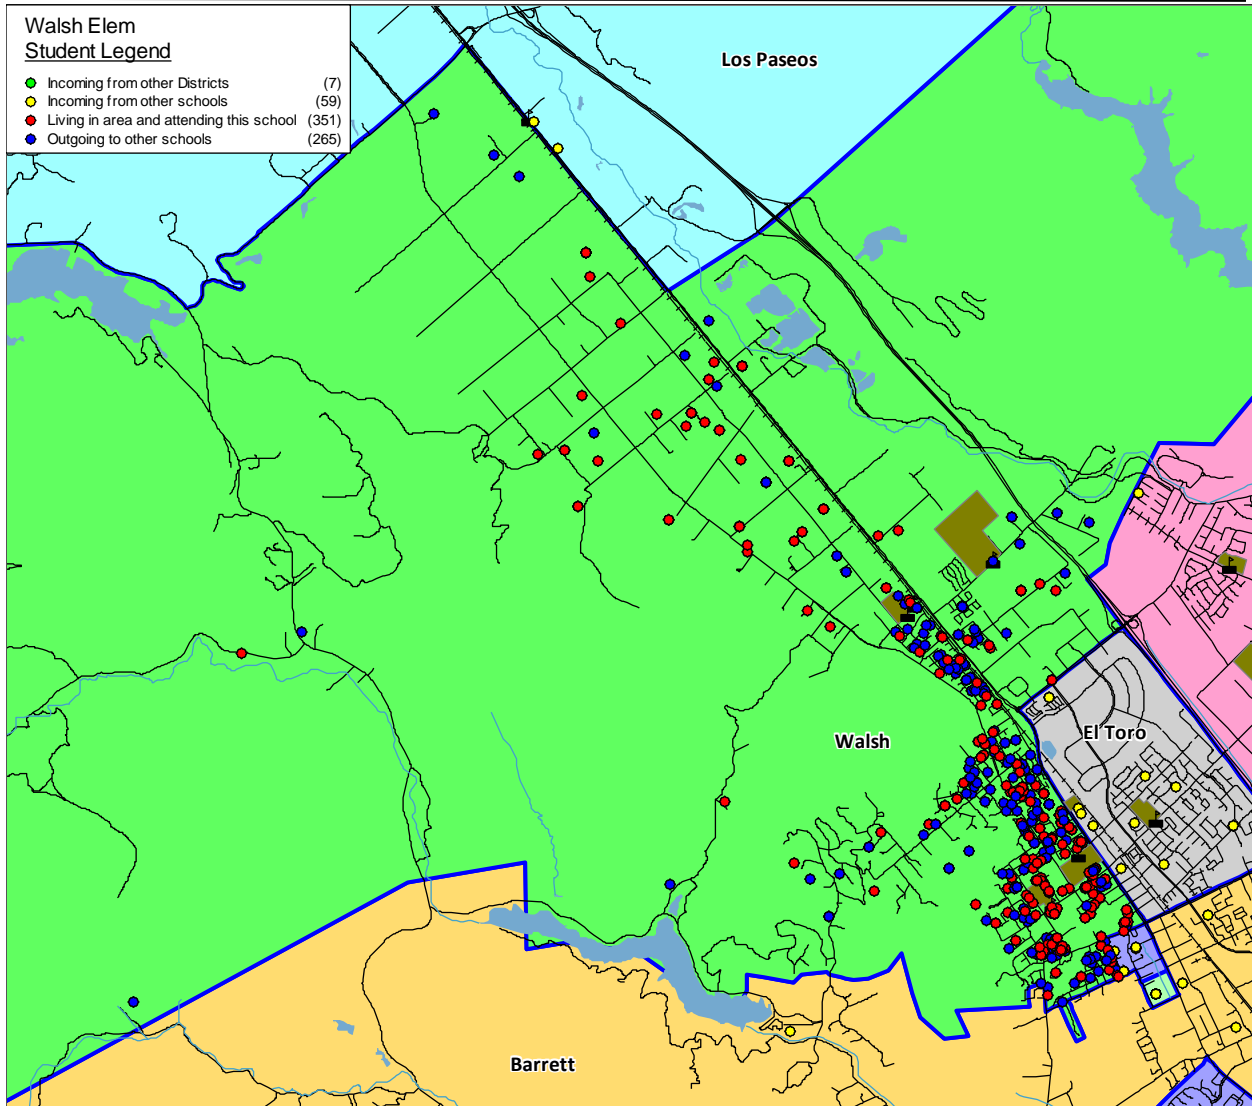 Walsh Elem
Student Legend
Incoming from other Districts (7)
Incoming from other schools (59)
Living in area and attending this school (351)
Outgoing to other schools (265)
Los Paseos
El Toro
Walsh
Barrett